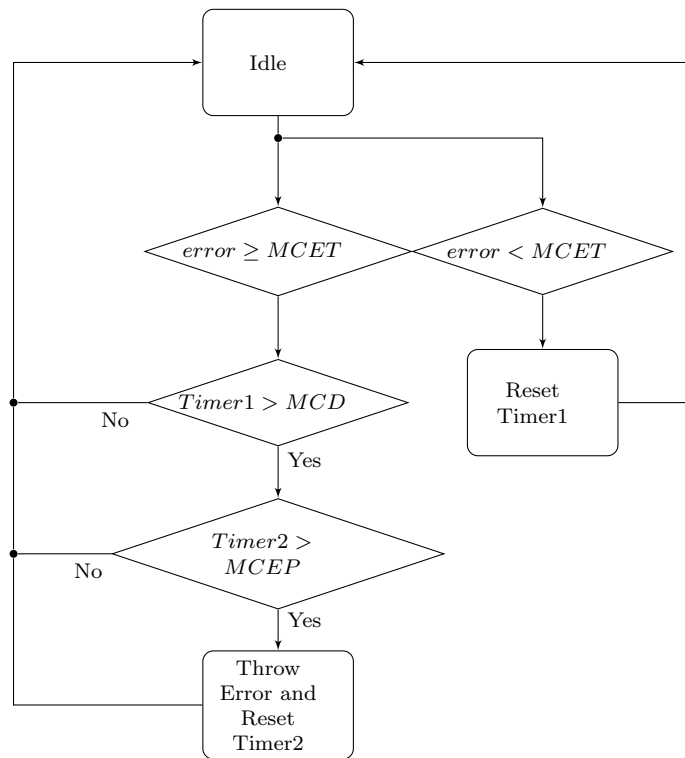 Idle
error ≥ MCET
error < MCET
Reset
Timer1
Timer1 > MCD
No
Yes
Timer2 >
MCEP
No
Yes
Throw
Error and
Reset
Timer2